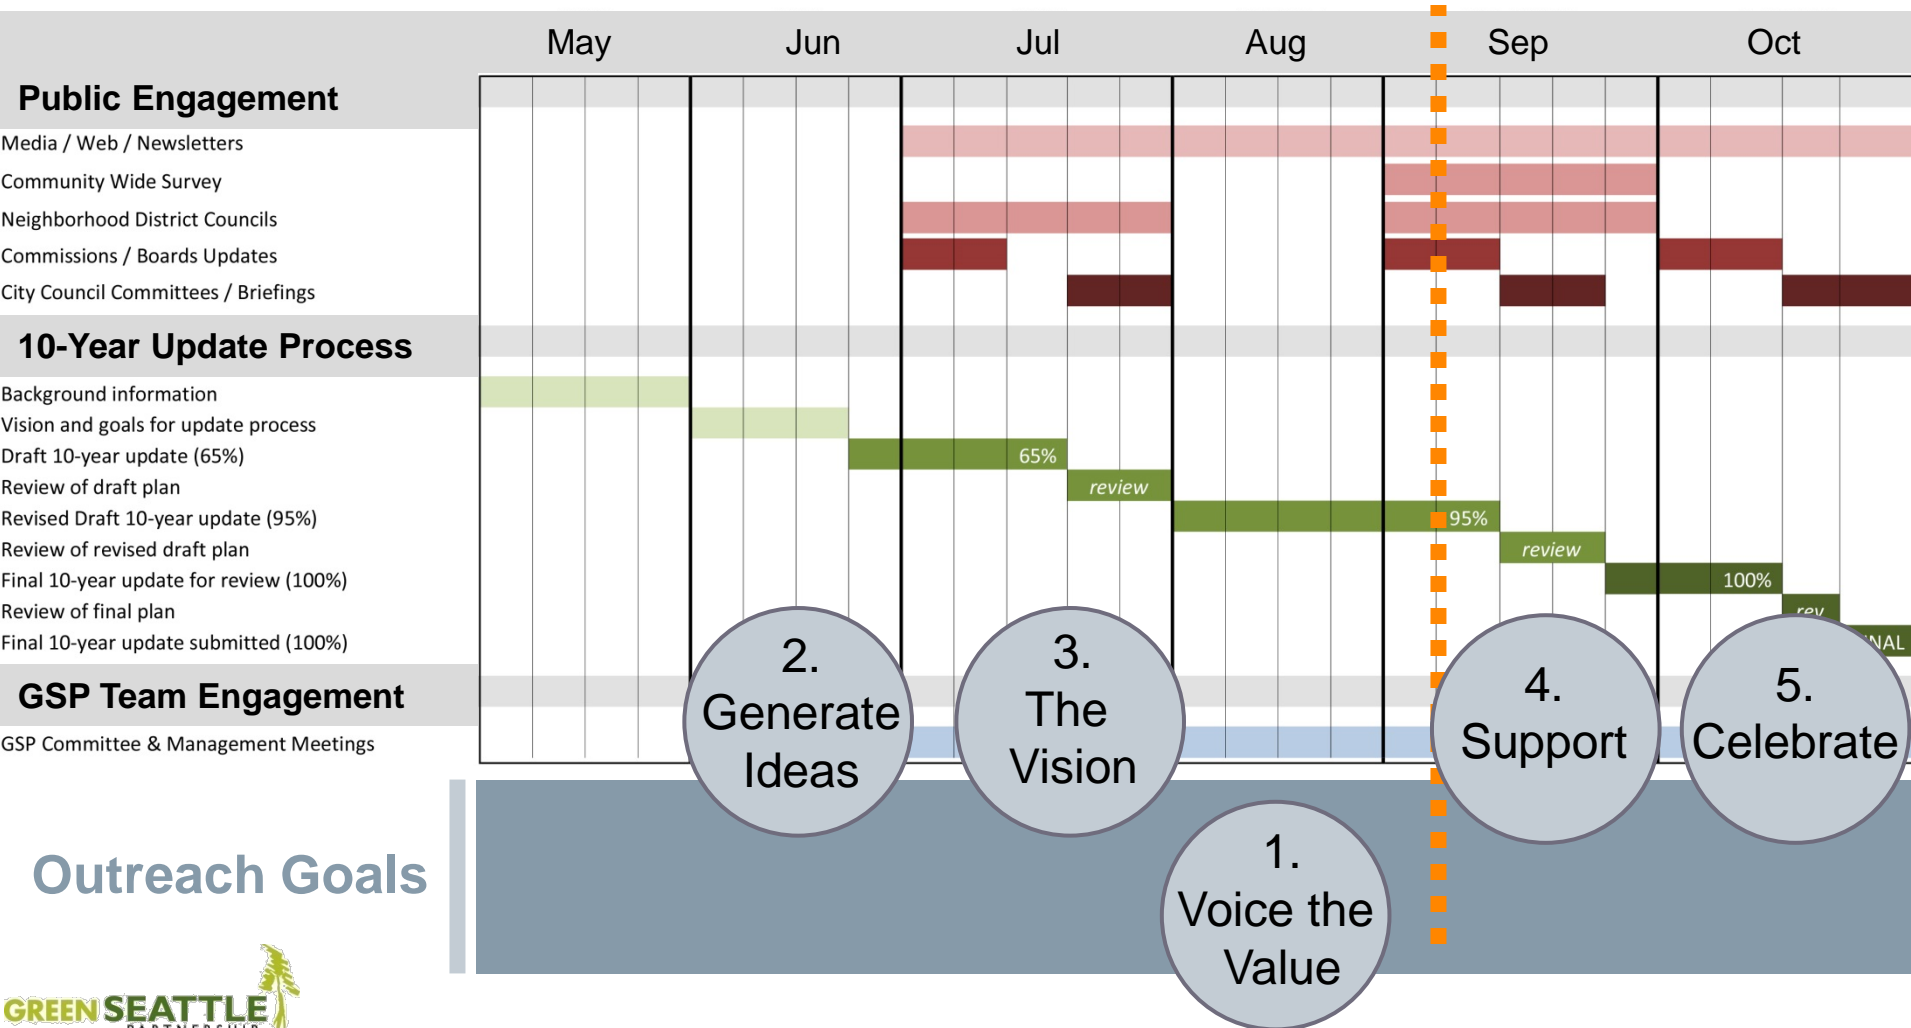 May Jun Jul Aug Sep Oct
Public Engagement
Media / Web / Newsletters
Community Wide Survey
Neighborhood District Councils
Commissions / Boards Updates
City Council Committees / Briefings
10-Year Update Process
Background information
Vision and goals for update process
Draft 10-year update (65%)
65%
Review of draft plan
review
Revised Draft 10-year update (95%)
95%
Review of revised draft plan
review
Final 10-year update for review (100%)
100%
Review of final plan
rev
Final 10-year update submitted (100%)
NAL
GSP Team Engagement
GSP Committee & Management Meetings
2.
Generate
Ideas
3.
The
Vision
4.
Support
5.
Celebrate
Outreach Goals
1.
Voice the
Value
GREEN SEATTLE
PARTNERSHIP